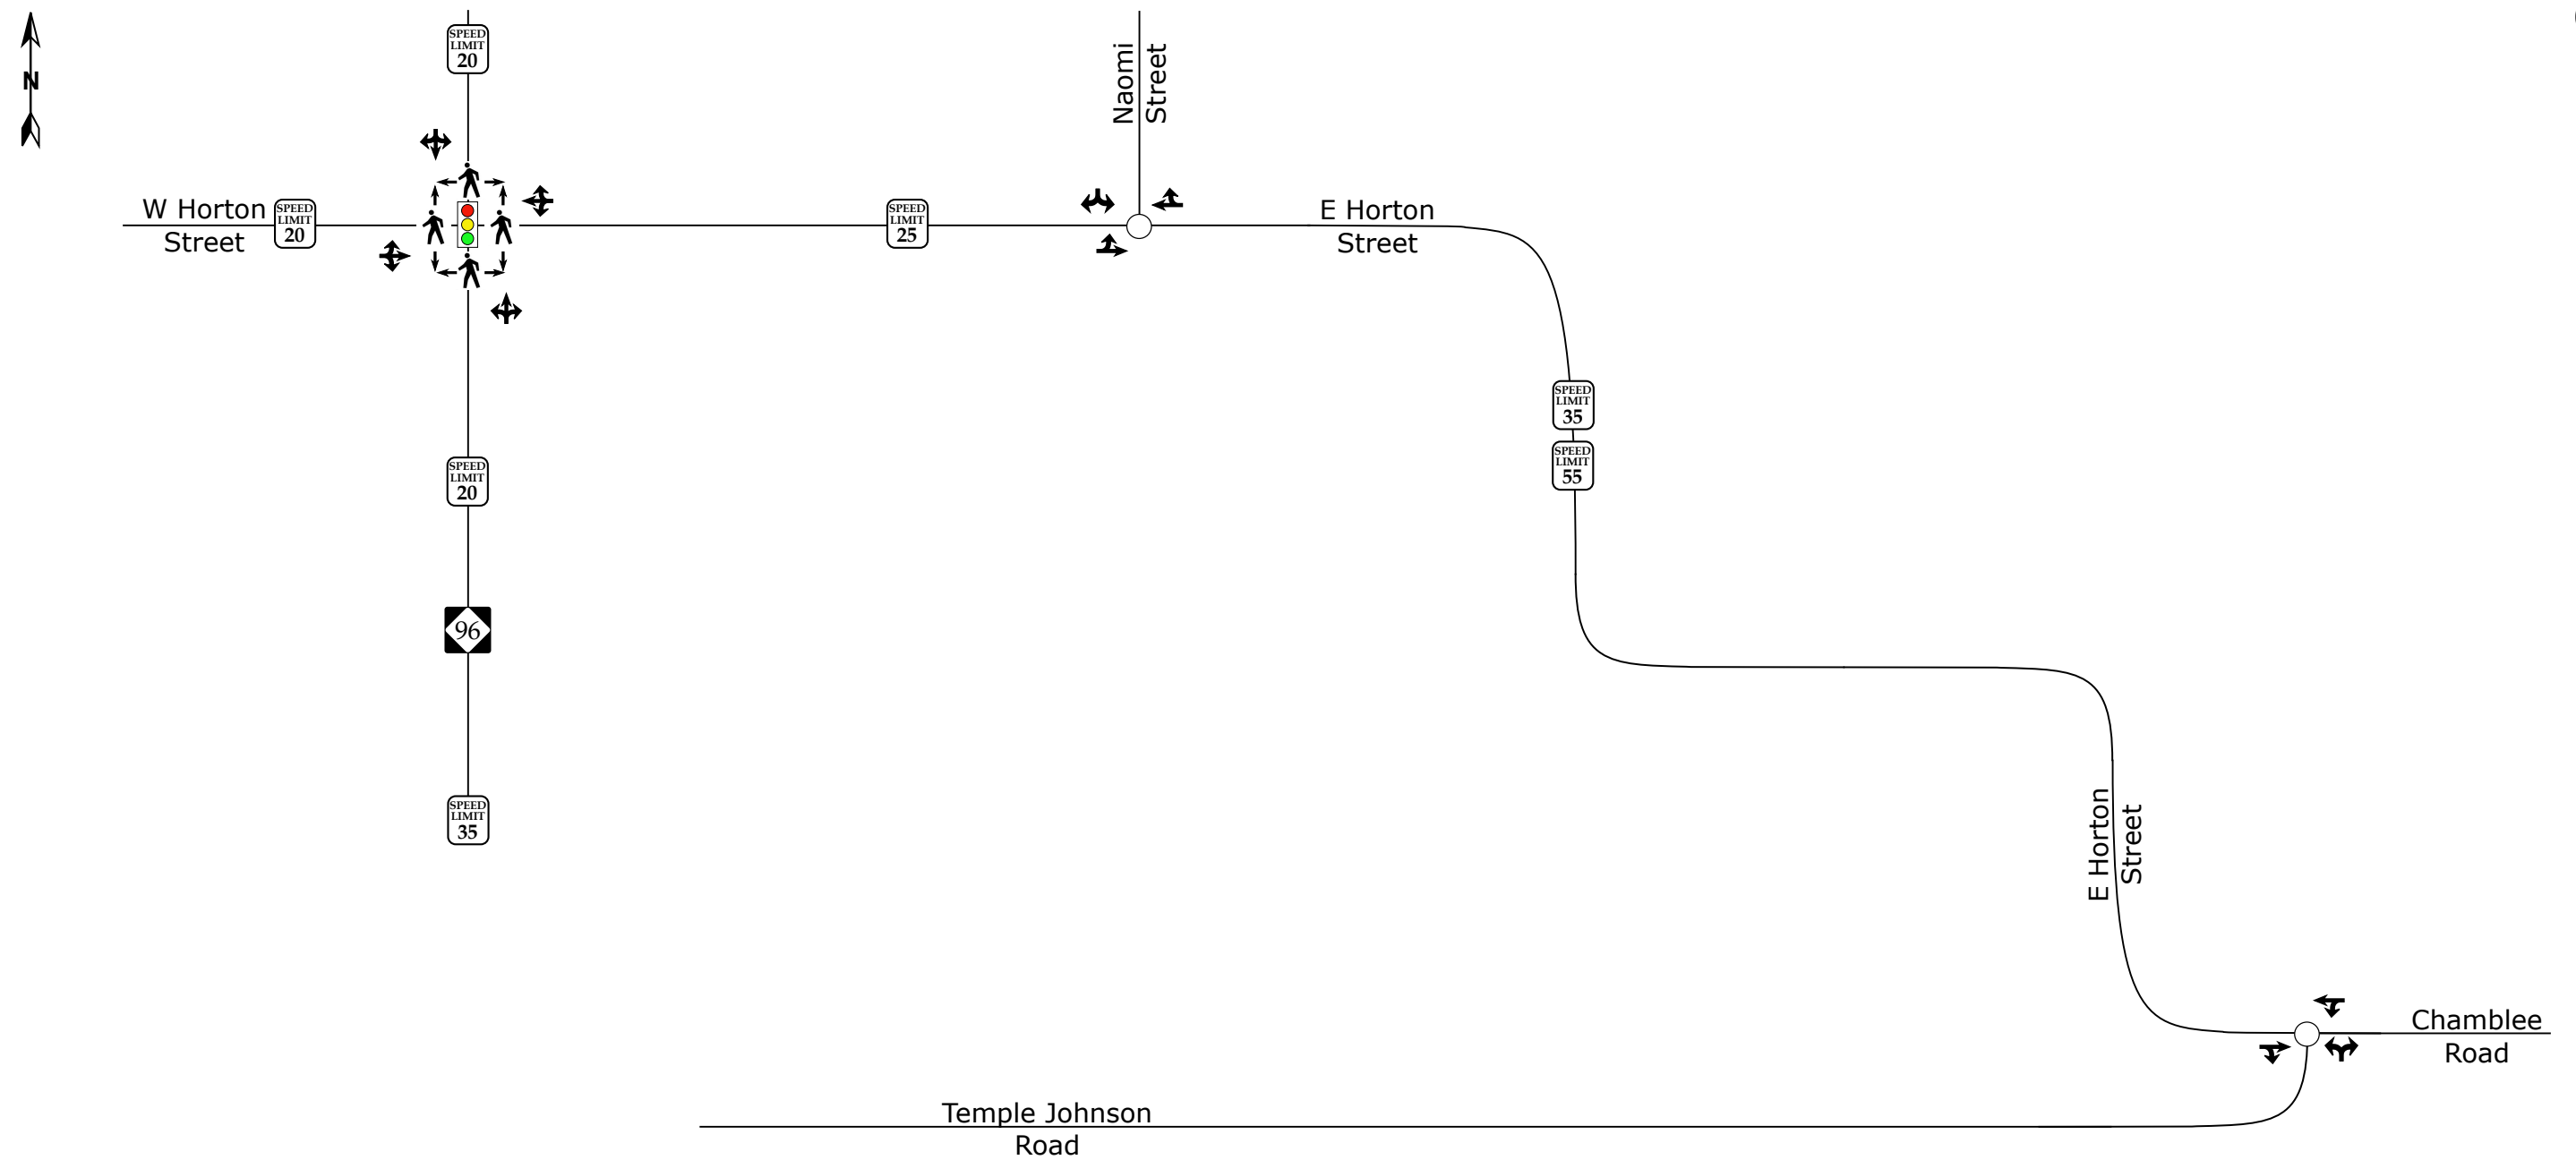 SPEED
LIMIT
20
N
Naomi
Street
W Horton
Street
SPEED
LIMIT
20
SPEED
LIMIT
25
E Horton
Street
SPEED
LIMIT
35
SPEED
LIMIT
55
SPEED
LIMIT
20
96
SPEED
LIMIT
35
E Horton
Street
Chamblee
Road
Temple Johnson
Road